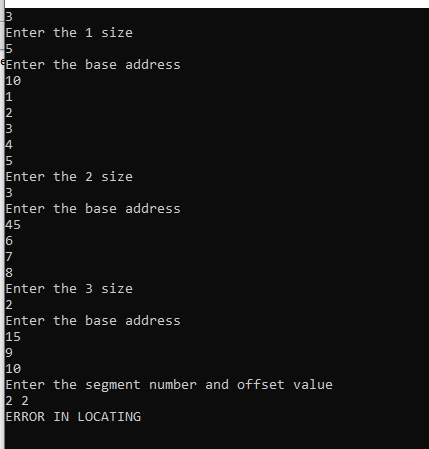 3
Enter the 1 size
5
Enter the base address
10
1
2
3
4
5
Enter the 2 size
3
Enter the base address
45
6
7
8
Enter the 3 size
2
Enter the base address
15
9
10
Enter the segment number and offset value
2 2
ERROR IN LOCATING